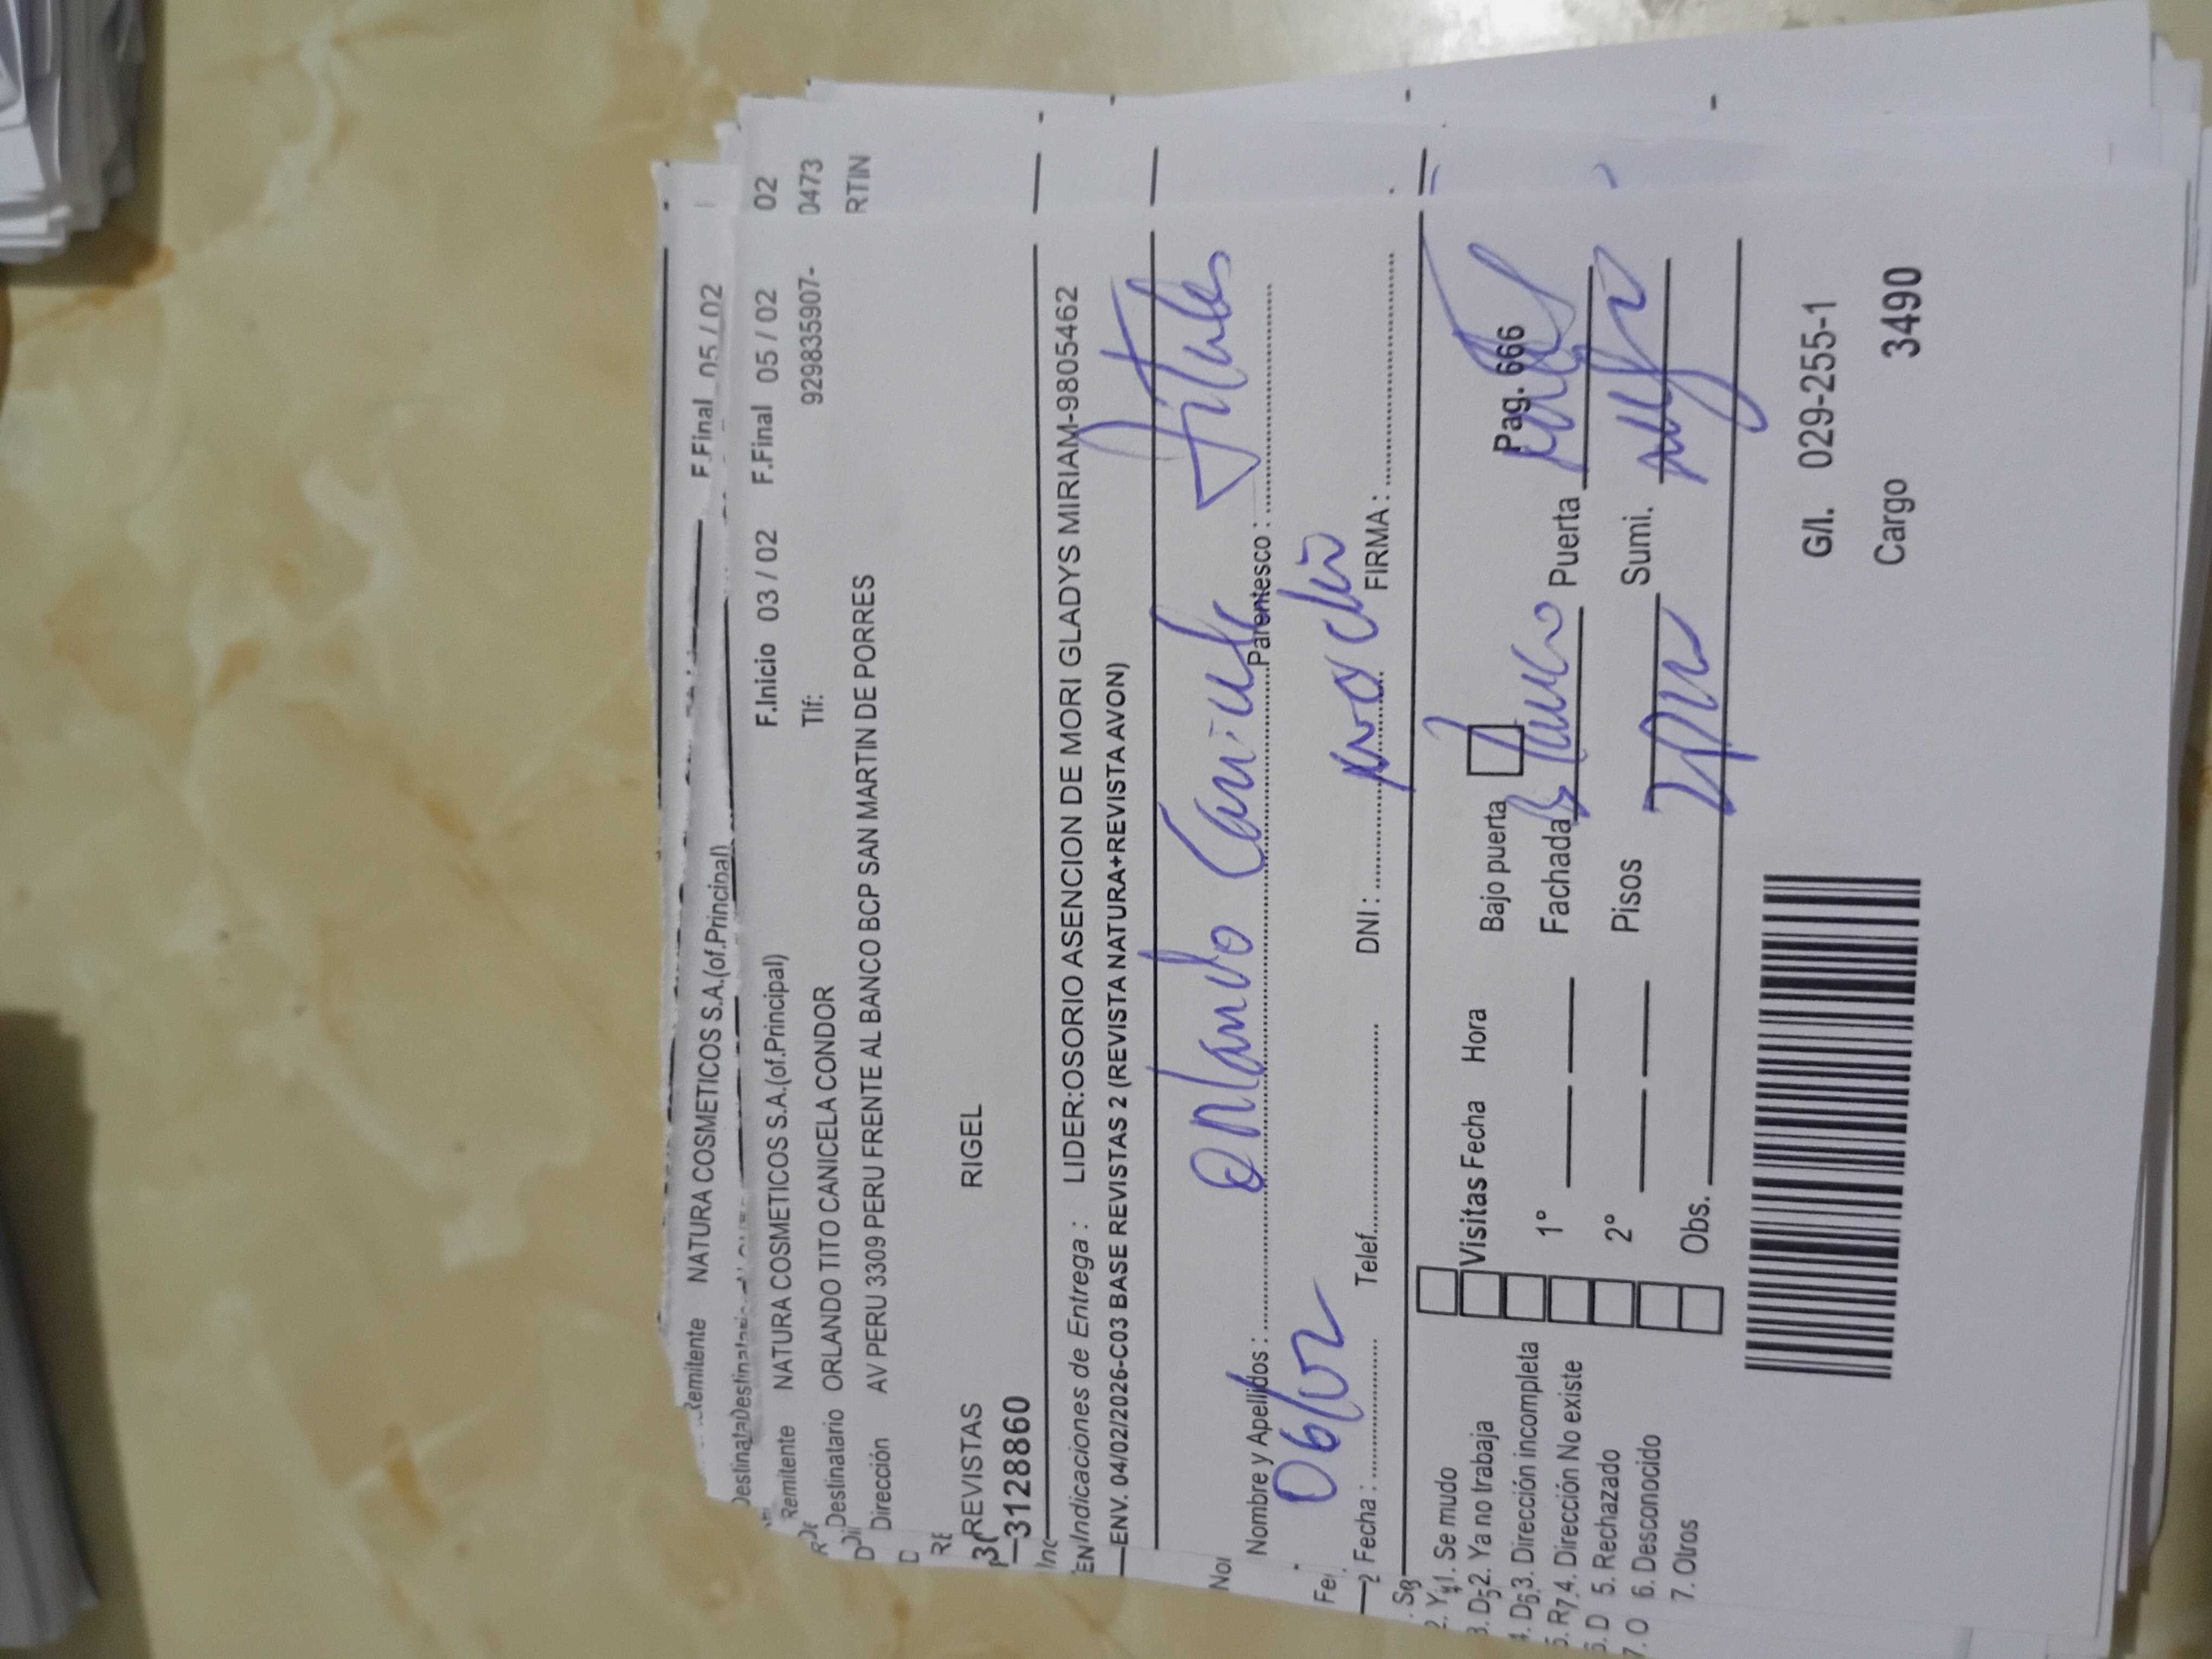 Remitente NATURA COSMETICOS S.A.(of.Principal) F.Final 05 / 02
Remitente NATURA COSMETICOS S.A.(of.Principal) F.Inicio 03 / 02 F.Final 05 / 02 02
Destinatario ORLANDO TITO CANICELA CONDOR Tlf: 929835907- 0473
Dirección AV PERU 3309 PERU FRENTE AL BANCO BCP SAN MARTIN DE PORRES RTIN
REVISTAS RIGEL
3128860
Indicaciones de Entrega : LIDER:OSORIO ASENCION DE MORI GLADYS MIRIAM-9805462
ENV. 04/02/2026-C03 BASE REVISTAS 2 (REVISTA NATURA+REVISTA AVON)
Nombre y Apellidos : Orlando Parentesco : Titular
Fecha : 06/02 Telef. DNI : FIRMA :
1. Se mudo
2. Ya no trabaja
3. Dirección incompleta
4. Dirección No existe
5. Rechazado
6. Desconocido
7. Otros
Visitas Fecha Hora Bajo puerta Pag. 666
1° Fachada Puerta
2° Pisos Sumi.
Obs.
G/I. 029-255-1
Cargo 3490